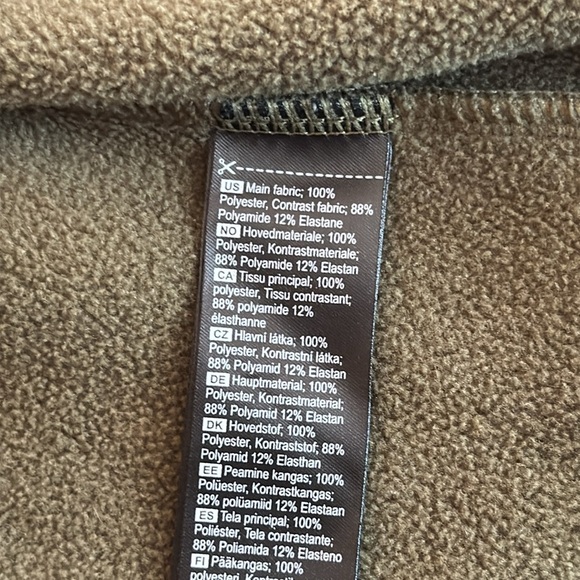 US Main fabric; 100%
Polyester, Contrast fabric; 88%
Polyamide 12% Elastane
NO Hovedmateriale; 100%
Polyester, Kontrastmateriale;
88% Polyamide 12% Elastan
CA Tissu principal; 100%
polyester, Tissu contrastant;
88% polyamide 12%
élasthanne
CZ Hlavní látka; 100%
Polyester, Kontrastní látka;
88% Polyamid 12% Elastan
DE Hauptmaterial; 100%
Polyester, Kontrastmaterial;
88% Polyamid 12% Elastan
DK Hovedstof; 100%
Polyester, Kontraststof; 88%
Polyamid 12% Elasthan
EE Peamine kangas; 100%
Polüester, Kontrastkangas;
88% polüamiid 12% Elastaan
ES Tela principal; 100%
Poliéster, Tela contrastante;
88% Poliamida 12% Elasteno
FI Pääkangas; 100%
polyesteri,